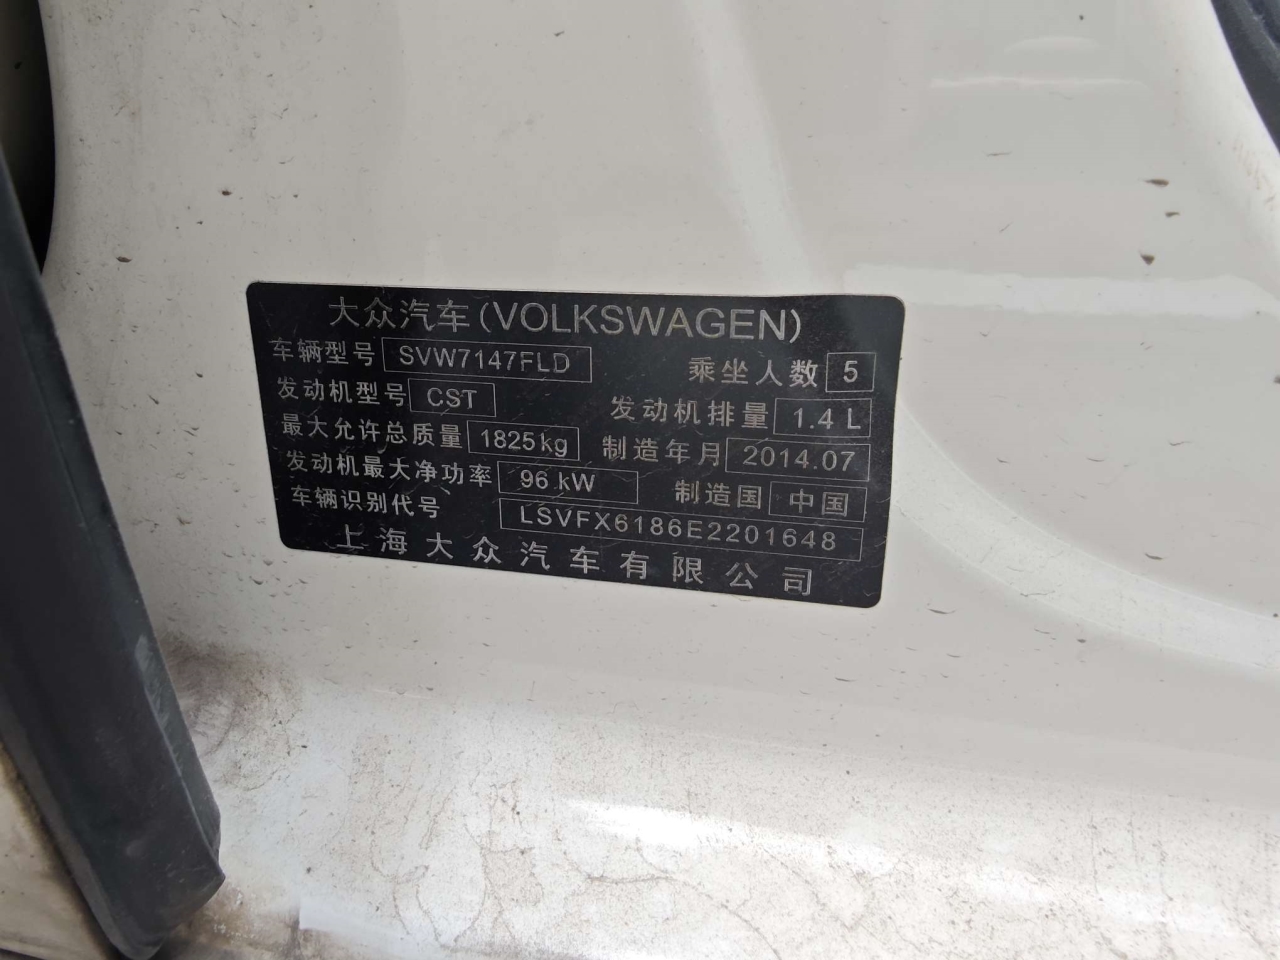 大众汽车(VOLKSWAGEN)
车辆型号 SVW7147FLD 乘坐人数 5
发动机型号 CST 发动机排量 1.4 L
最大允许总质量 1825kg 制造年月 2014.07
发动机最大净功率 96 kW 制造国 中国
车辆识别代号 LSVFX6186E2201648
上海大众汽车有限公司